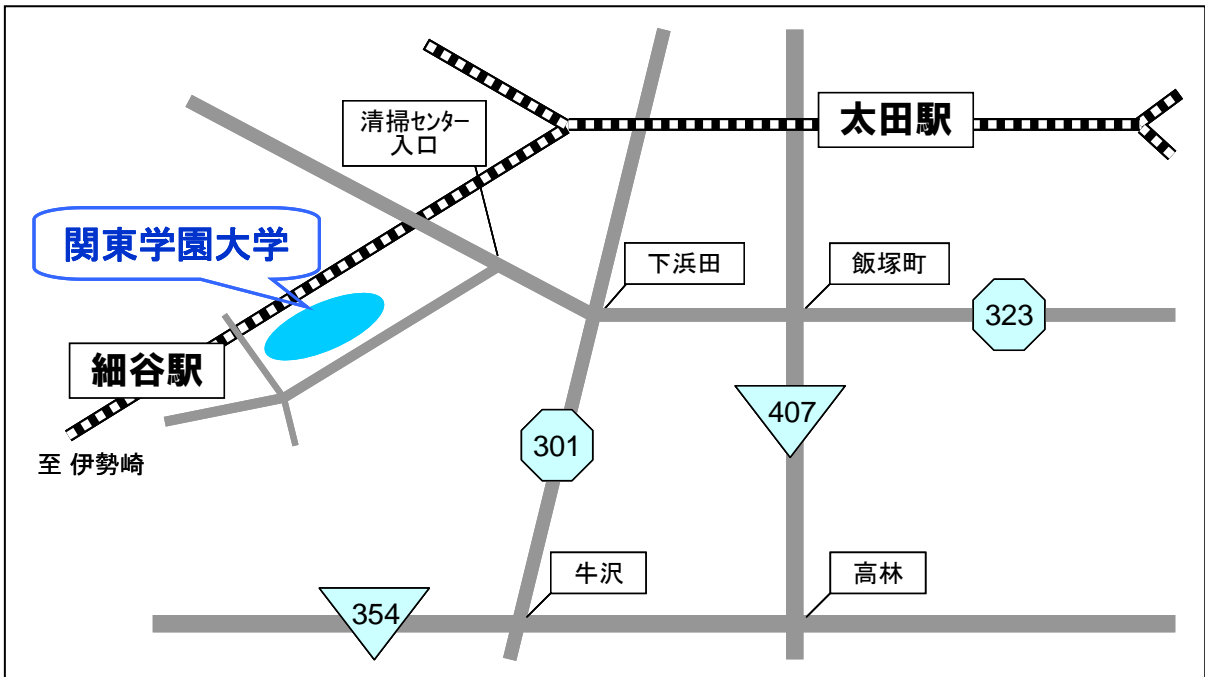 太田駅
清掃センター
入口
関東学園大学
下浜田
飯塚町
323
細谷駅
407
301
至 伊勢崎
牛沢
高林
354